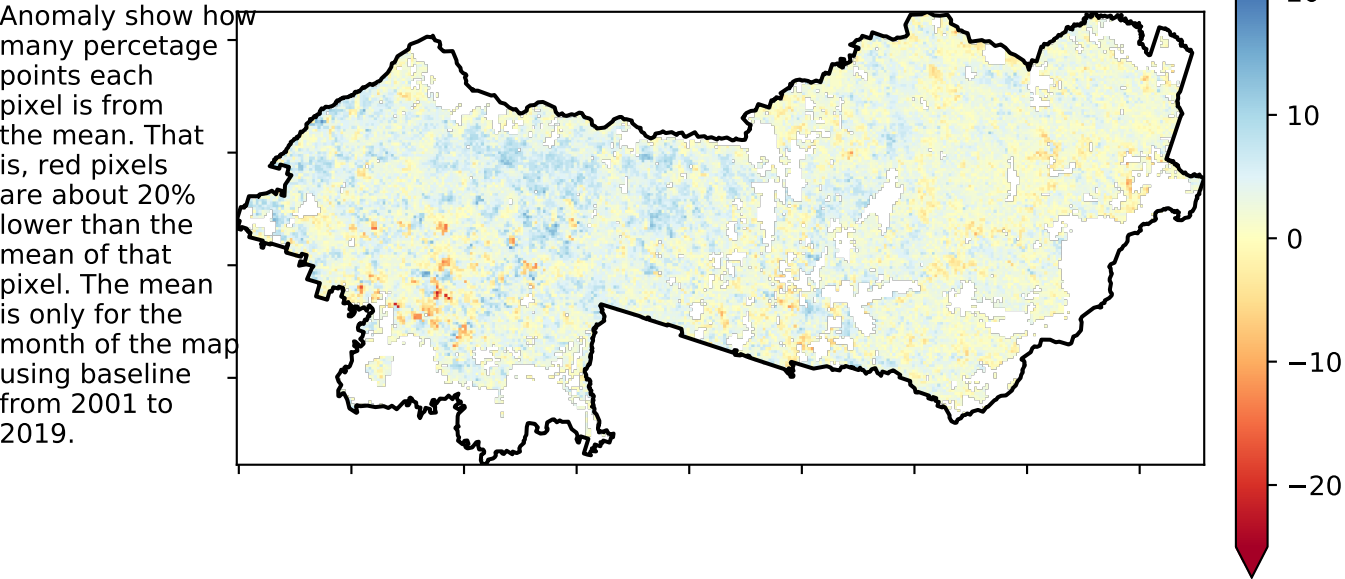 Anomaly show how
many percetage
points each
pixel is from
the mean. That
is, red pixels
are about 20%
lower than the
mean of that
pixel. The mean
is only for the
month of the map
using baseline
from 2001 to
2019.
10
0
−10
−20